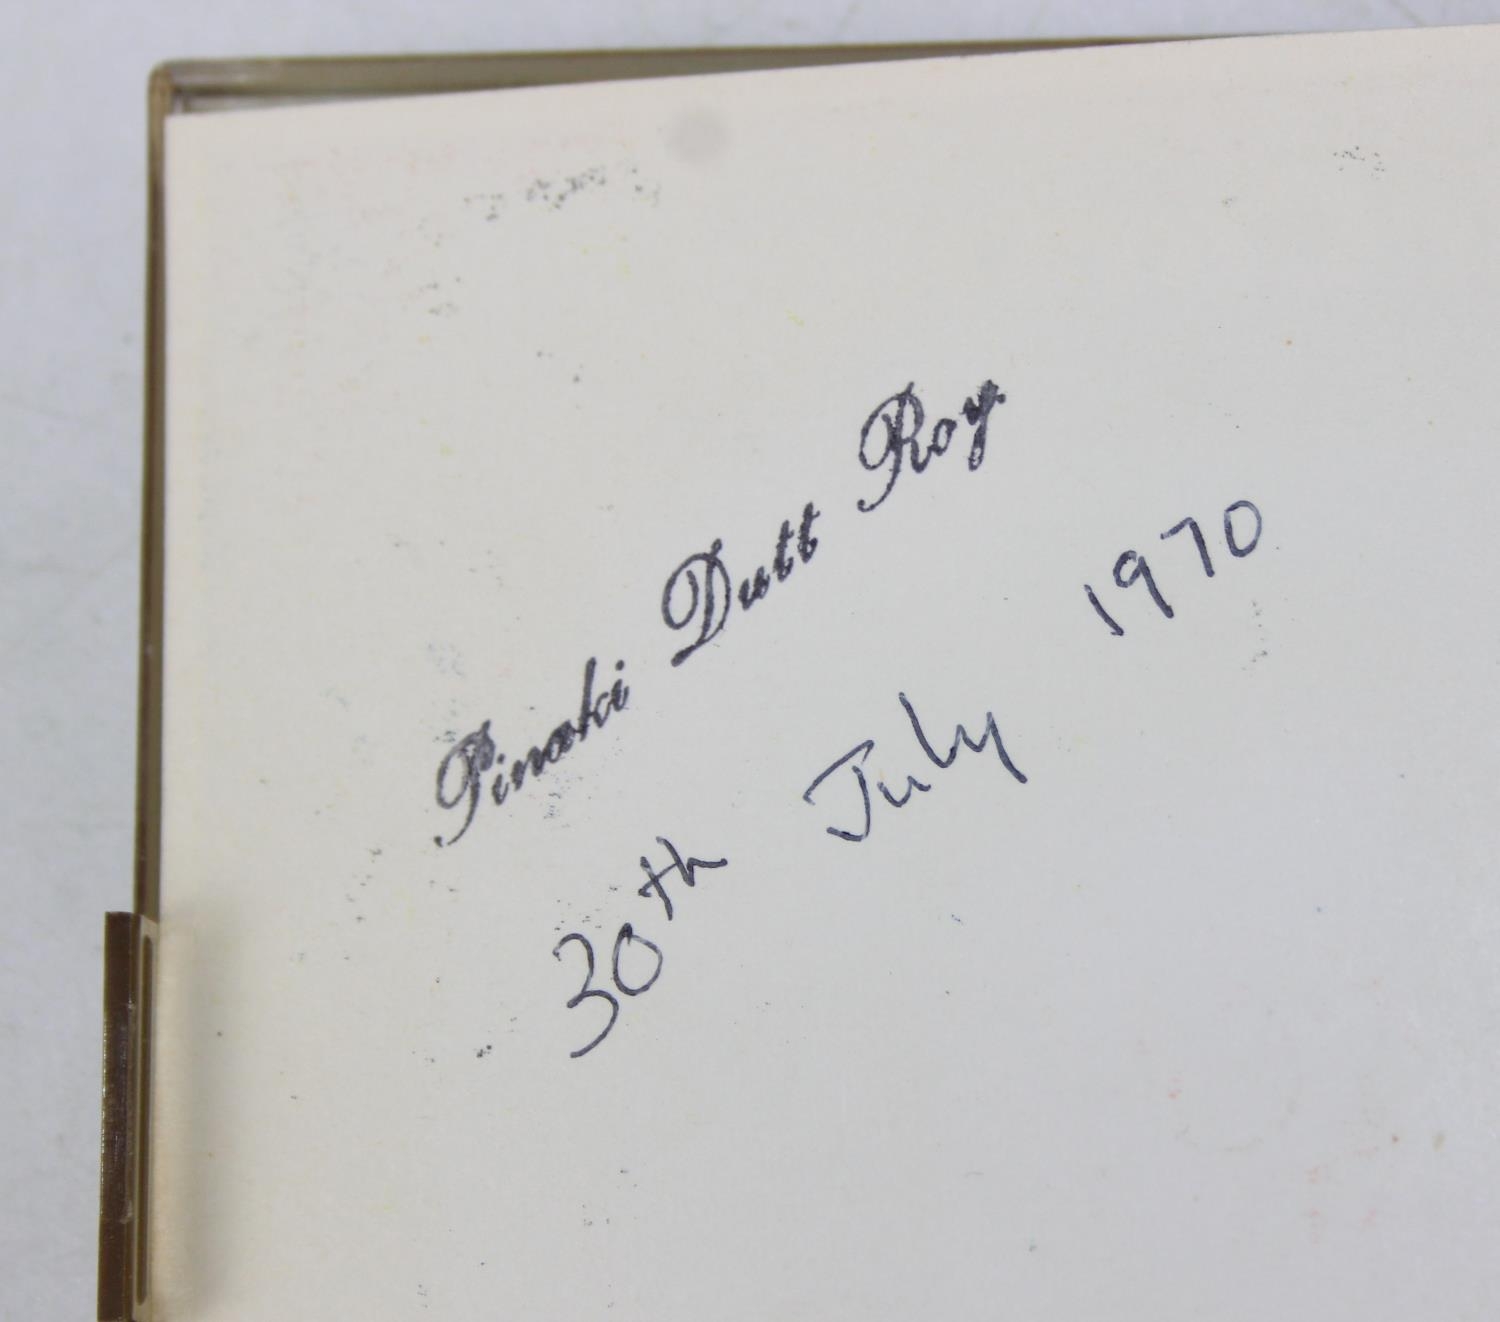 Pinaki Dutt Roy.
30th July 1970